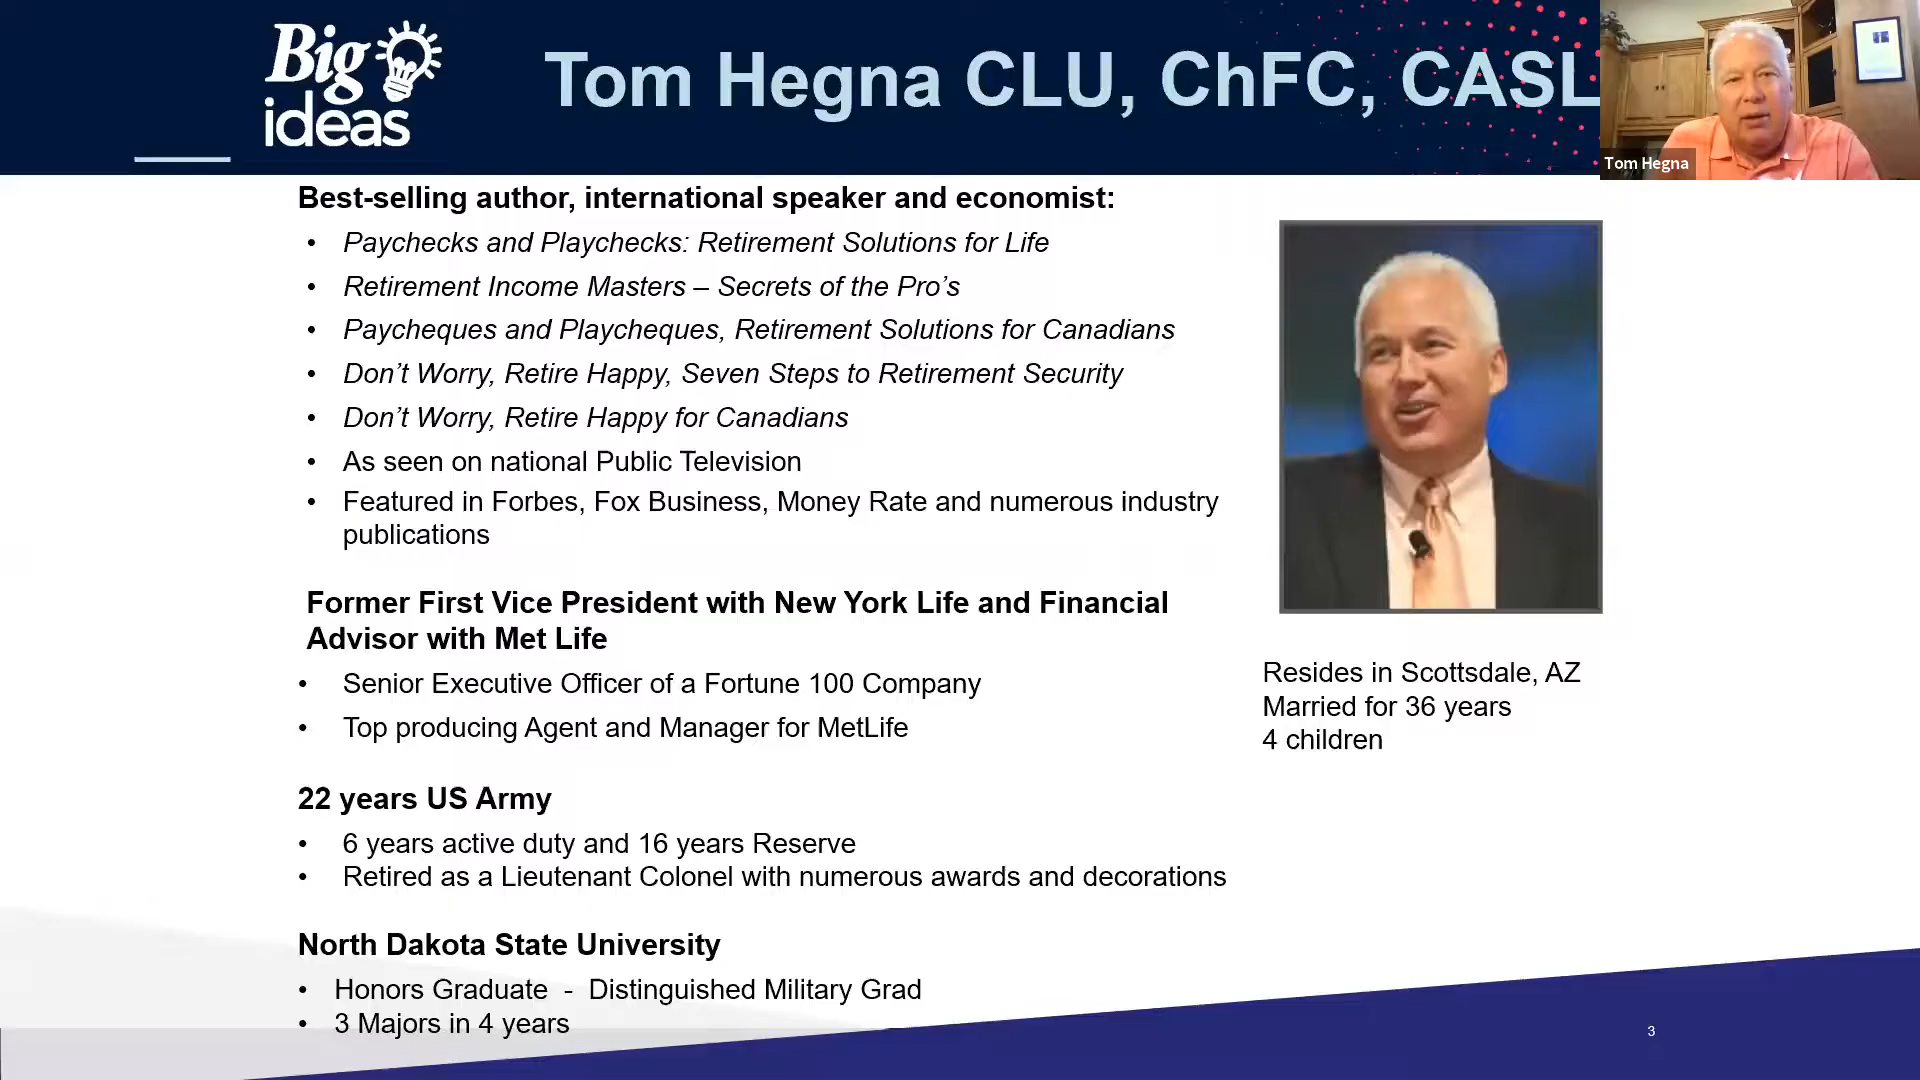 Big
ideas
Tom Hegna CLU, ChFC, CASL
Tom Hegna
Best-selling author, international speaker and economist:
• Paychecks and Playchecks: Retirement Solutions for Life
• Retirement Income Masters – Secrets of the Pro’s
• Paycheques and Playcheques, Retirement Solutions for Canadians
• Don’t Worry, Retire Happy, Seven Steps to Retirement Security
• Don’t Worry, Retire Happy for Canadians
• As seen on national Public Television
• Featured in Forbes, Fox Business, Money Rate and numerous industry
publications
Former First Vice President with New York Life and Financial
Advisor with Met Life
• Senior Executive Officer of a Fortune 100 Company
• Top producing Agent and Manager for MetLife
22 years US Army
• 6 years active duty and 16 years Reserve
• Retired as a Lieutenant Colonel with numerous awards and decorations
North Dakota State University
• Honors Graduate - Distinguished Military Grad
• 3 Majors in 4 years
Resides in Scottsdale, AZ
Married for 36 years
4 children
3